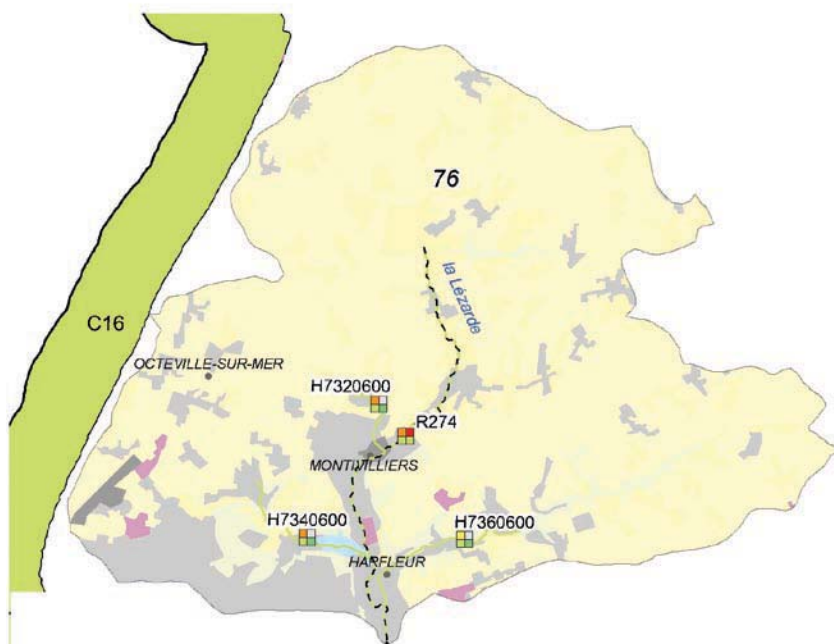 76
la Lézarde
C16
OCTEVILLE-SUR-MER
H7320600
R274
MONTIVILLIERS
H7340600
H7360600
HARFLEUR